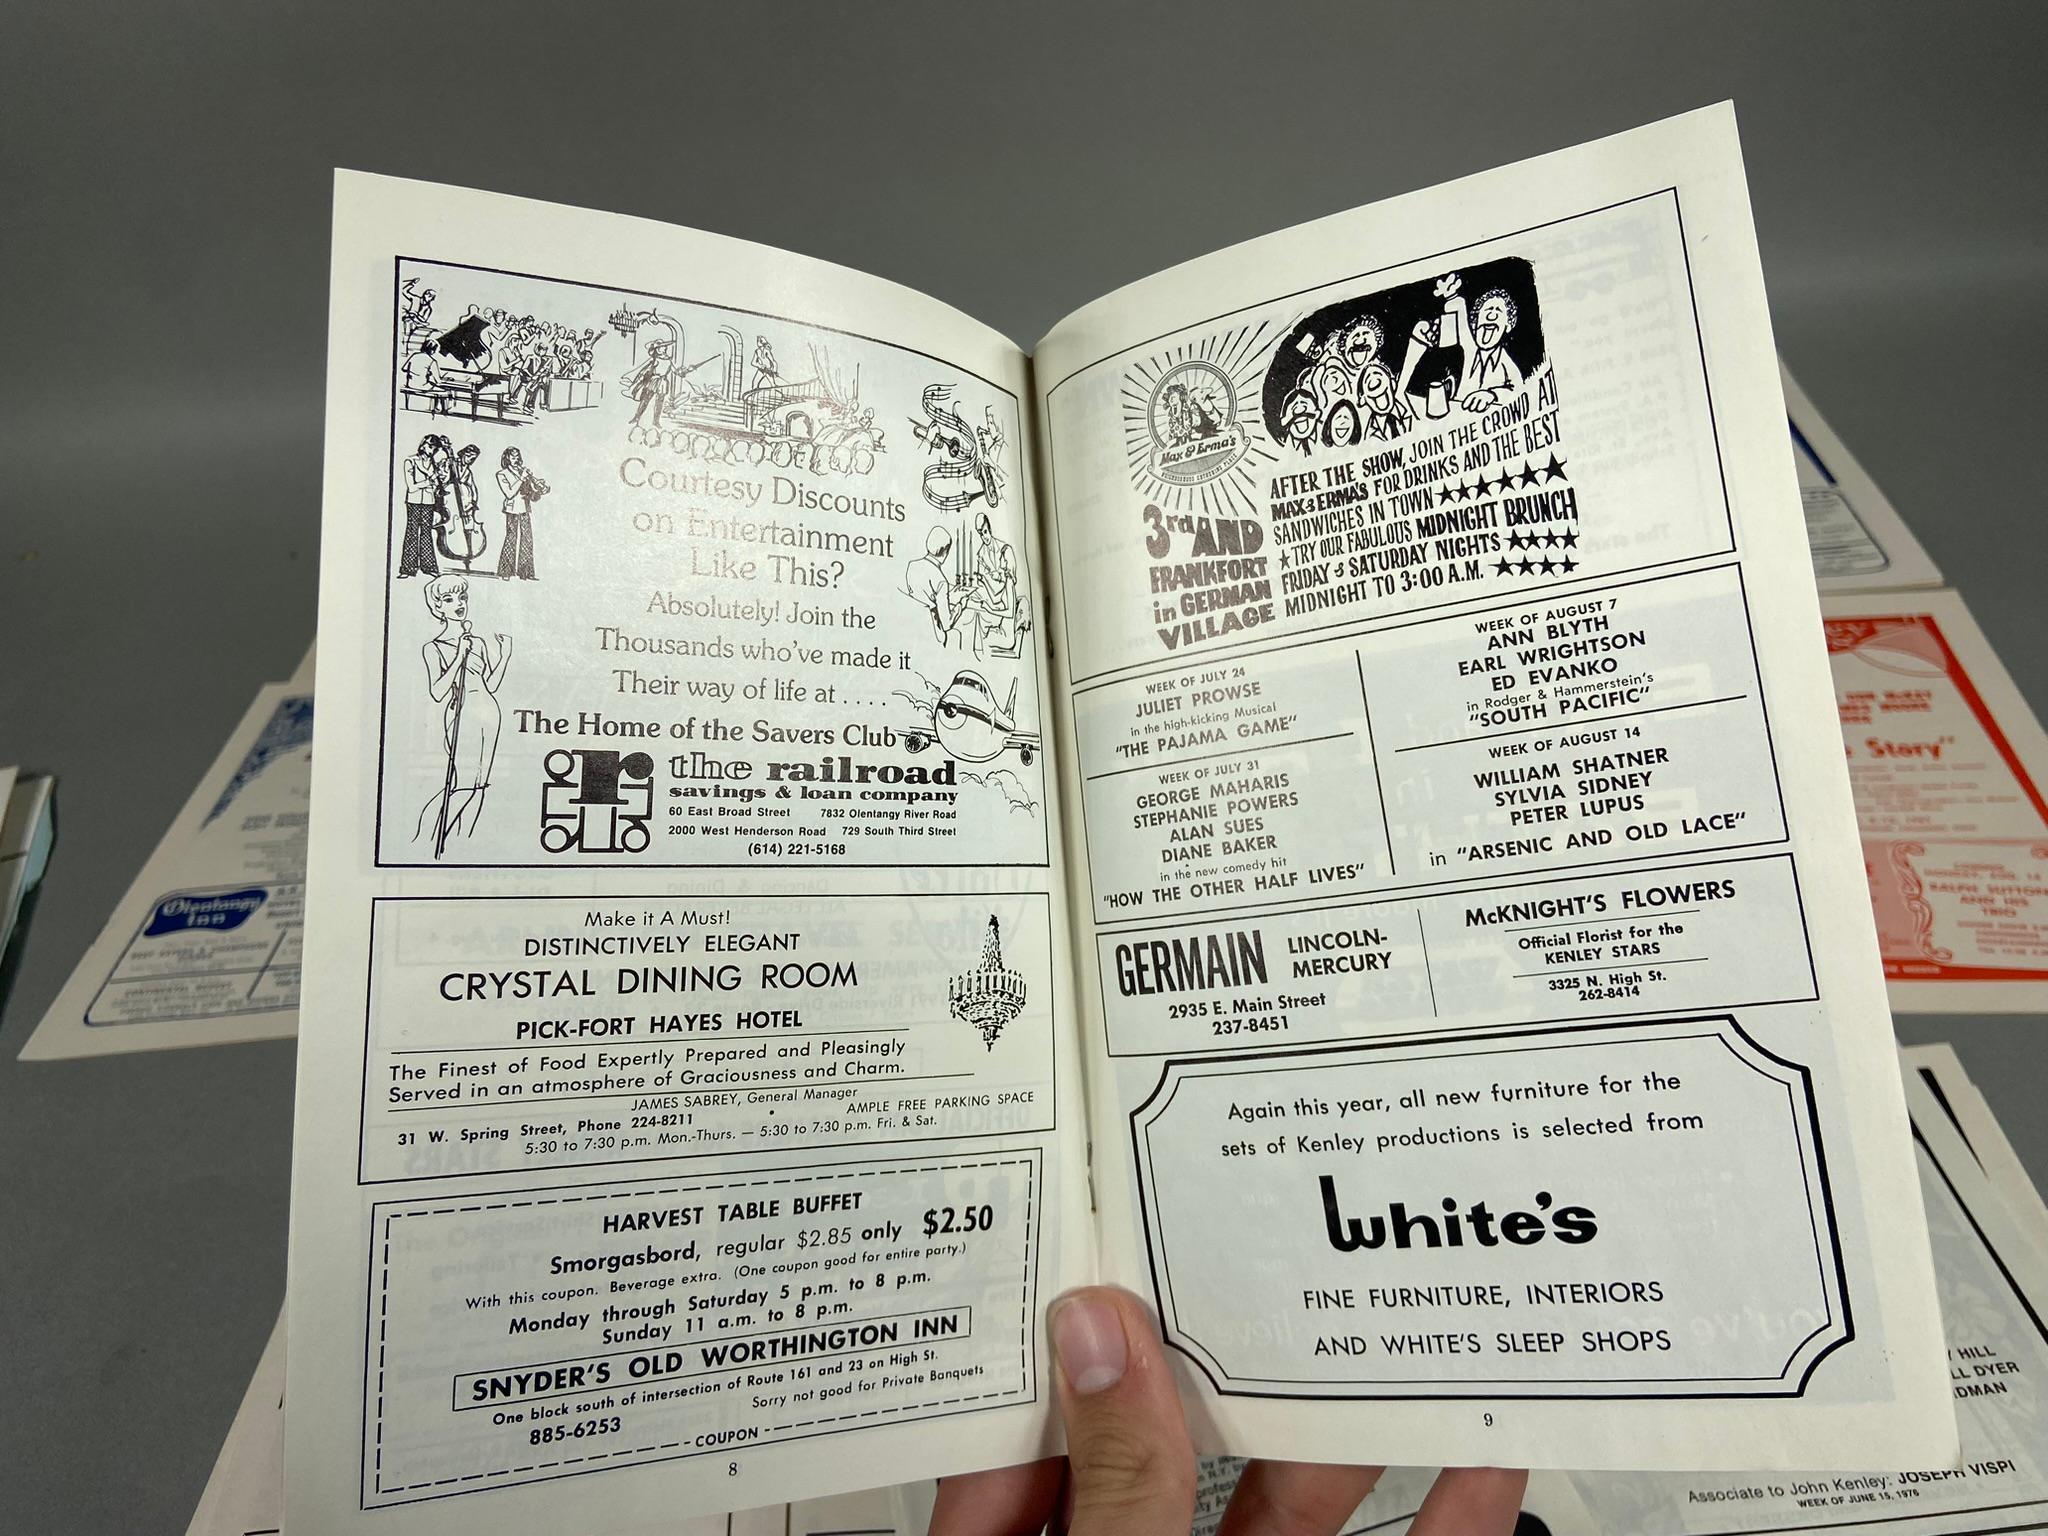 Courtesy Discounts
on Entertainment
Like This?
Absolutely! Join the
Thousands who've made it
Their way of life at . . . .
The Home of the Savers Club
the railroad
savings & loan company
60 East Broad Street 7832 Olentangy River Road
2000 West Henderson Road 729 South Third Street
(614) 221-5168
Make it A Must!
DISTINCTIVELY ELEGANT
CRYSTAL DINING ROOM
PICK-FORT HAYES HOTEL
The Finest of Food Expertly Prepared and Pleasingly
Served in an atmosphere of Graciousness and Charm.
JAMES SABREY, General Manager
31 W. Spring Street, Phone 224-8211 • AMPLE FREE PARKING SPACE
5:30 to 7:30 p.m. Mon.-Thurs. — 5:30 to 7:30 p.m. Fri. & Sat.
HARVEST TABLE BUFFET
Smorgasbord, regular $2.85 only $2.50
With this coupon. Beverage extra. (One coupon good for entire party.)
Monday through Saturday 5 p.m. to 8 p.m.
Sunday 11 a.m. to 8 p.m.
SNYDER'S OLD WORTHINGTON INN
One block south of intersection of Route 161 and 23 on High St.
885-6253 Sorry not good for Private Banquets
COUPON
8
Max & Erma's
3rd AND
FRANKFORT
in GERMAN
VILLAGE
AFTER THE SHOW, JOIN THE CROWD AT
MAX & ERMA'S FOR DRINKS AND THE BEST
SANDWICHES IN TOWN ★★★★★★
★TRY OUR FABULOUS MIDNIGHT BRUNCH
FRIDAY & SATURDAY NIGHTS ★★★★
MIDNIGHT TO 3:00 A.M. ★★★★
WEEK OF JULY 24
JULIET PROWSE
in the high-kicking Musical
"THE PAJAMA GAME"
WEEK OF JULY 31
GEORGE MAHARIS
STEPHANIE POWERS
ALAN SUES
DIANE BAKER
in the new comedy hit
"HOW THE OTHER HALF LIVES"
WEEK OF AUGUST 7
ANN BLYTH
EARL WRIGHTSON
ED EVANKO
in Rodger & Hammerstein's
"SOUTH PACIFIC"
WEEK OF AUGUST 14
WILLIAM SHATNER
SYLVIA SIDNEY
PETER LUPUS
in "ARSENIC AND OLD LACE"
GERMAIN LINCOLN-
MERCURY
2935 E. Main Street
237-8451
McKNIGHT'S FLOWERS
Official Florist for the
KENLEY STARS
3325 N. High St.
262-8414
Again this year, all new furniture for the
sets of Kenley productions is selected from
White's
FINE FURNITURE, INTERIORS
AND WHITE'S SLEEP SHOPS
9
Olentangy
Inn
Story"
RALPH SUTTON
AND HIS
TRIO
HILL
DYER
Associate to John Kenley: JOSEPH VISPI
WEEK OF JUNE 15, 1976